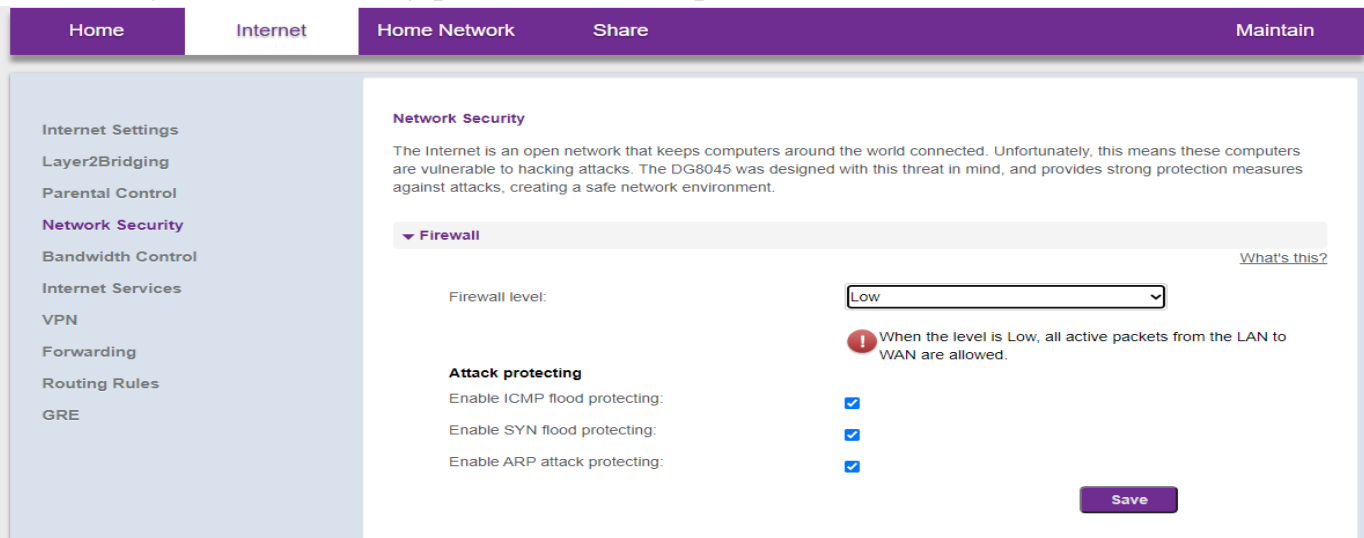 Home Internet Home Network Share Maintain
Internet Settings
Layer2Bridging
Parental Control
Network Security
Bandwidth Control
Internet Services
VPN
Forwarding
Routing Rules
GRE
Network Security
The Internet is an open network that keeps computers around the world connected. Unfortunately, this means these computers
are vulnerable to hacking attacks. The DG8045 was designed with this threat in mind, and provides strong protection measures
against attacks, creating a safe network environment.
Firewall
What's this?
Firewall level: Low
When the level is Low, all active packets from the LAN to
WAN are allowed.
Attack protecting
Enable ICMP flood protecting:
Enable SYN flood protecting:
Enable ARP attack protecting:
Save